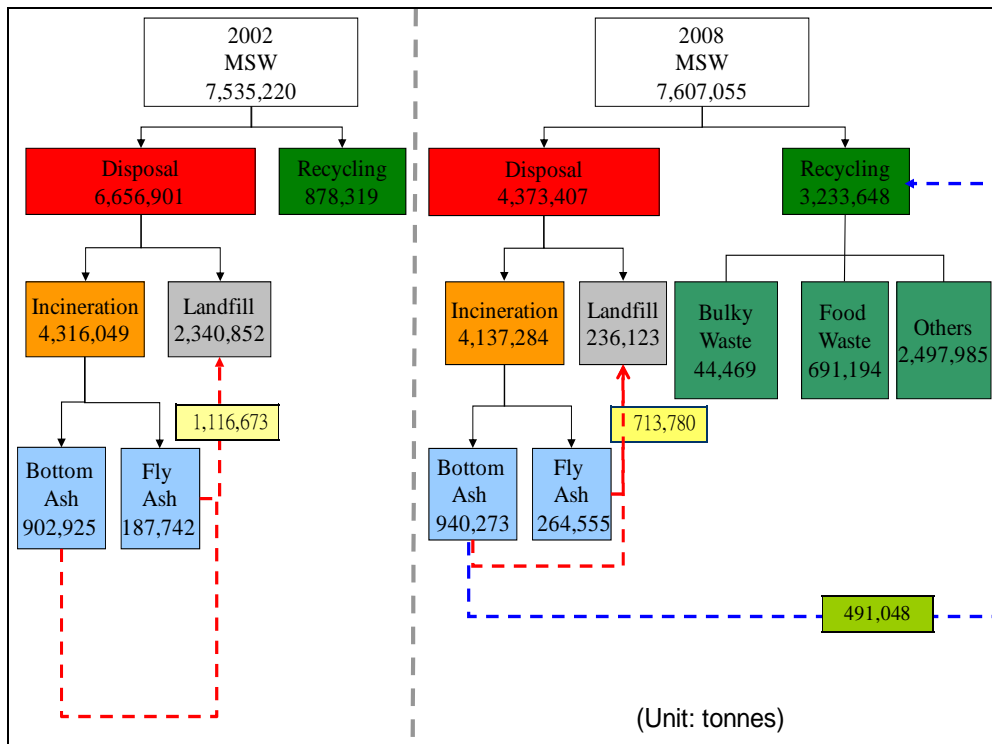 2002
MSW
7,535,220
Disposal
6,656,901
Recycling
878,319
Incineration
4,316,049
Landfill
2,340,852
1,116,673
Bottom
Ash
902,925
Fly
Ash
187,742
2008
MSW
7,607,055
Disposal
4,373,407
Recycling
3,233,648
Incineration
4,137,284
Landfill
236,123
Bulky
Waste
44,469
Food
Waste
691,194
Others
2,497,985
713,780
Bottom
Ash
940,273
Fly
Ash
264,555
491,048
(Unit: tonnes)